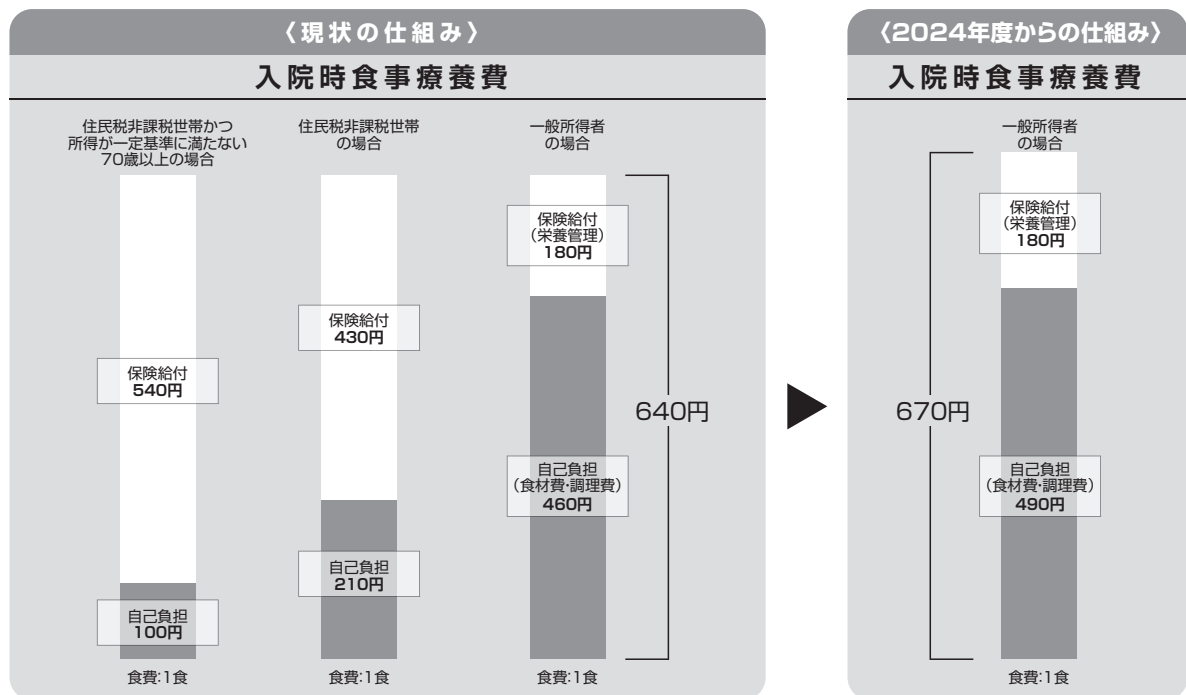 〈現状の仕組み〉
入院時食事療養費
住民税非課税世帯かつ
所得が一定基準に満たない
70歳以上の場合
保険給付
540円
自己負担
100円
食費:1食
住民税非課税世帯
の場合
保険給付
430円
自己負担
210円
食費:1食
一般所得者
の場合
保険給付
(栄養管理)
180円
自己負担
(食材費・調理費)
460円
食費:1食
640円
〈2024年度からの仕組み〉
入院時食事療養費
一般所得者
の場合
保険給付
(栄養管理)
180円
670円
自己負担
(食材費・調理費)
490円
食費:1食